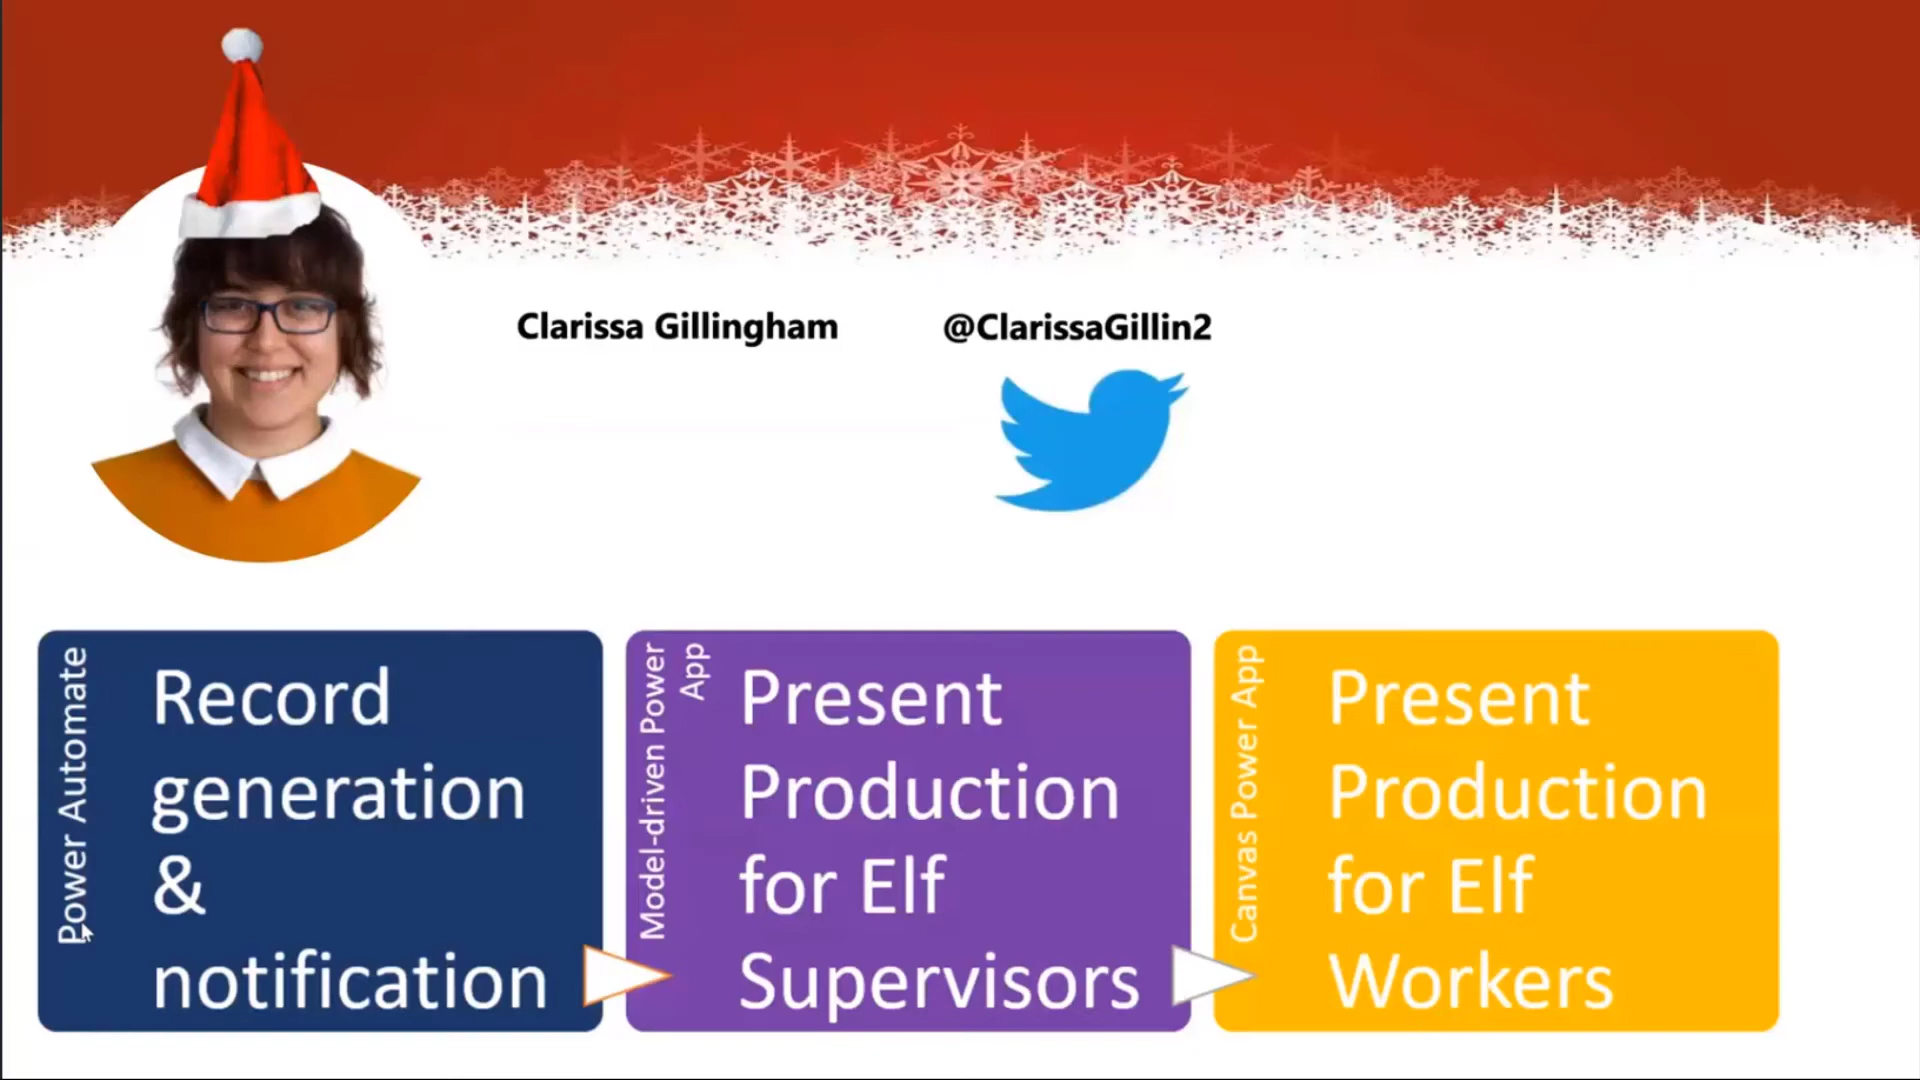 Clarissa Gillingham
@ClarissaGillin2
Power Automate
Record
generation
&
notification
Model-driven Power
App
Present
Production
for Elf
Supervisors
Canvas Power App
Present
Production
for Elf
Workers